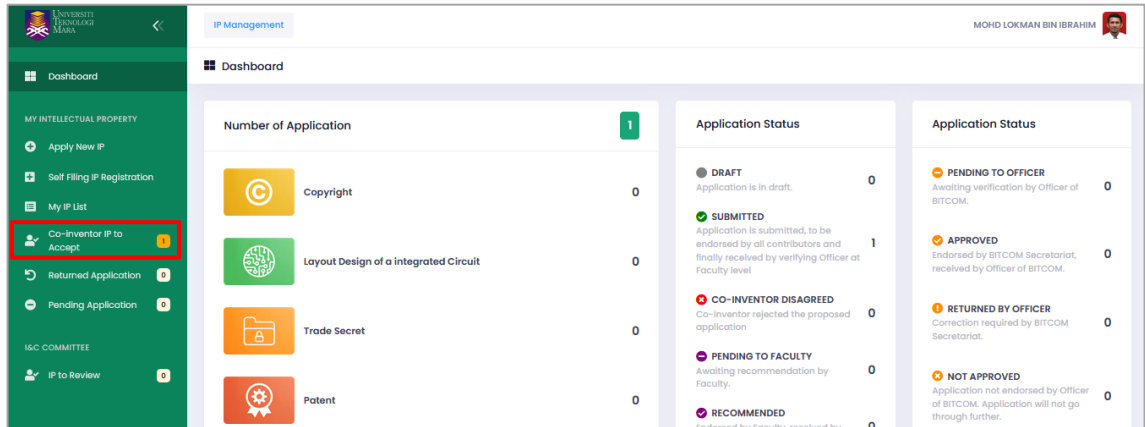 UNIVERSITI
TEKNOLOGI
MARA
IP Management
MOHD LOKMAN BIN IBRAHIM
Dashboard
Dashboard
MY INTELLECTUAL PROPERTY
Apply New IP
Self Filing IP Registration
My IP List
Co-inventor IP to
Accept
1
Returned Application
0
Pending Application
0
I&C COMMITTEE
IP to Review
0
Number of Application
1
Copyright
0
Layout Design of a integrated Circuit
0
Trade Secret
0
Patent
0
Application Status
DRAFT
Application is in draft.
0
SUBMITTED
Application is submitted, to be
endorsed by all contributors and
finally received by verifying Officer at
Faculty level
1
CO-INVENTOR DISAGREED
Co-inventor rejected the proposed
application
0
PENDING TO FACULTY
Awaiting recommendation by
Faculty.
0
RECOMMENDED
Endorsed by Faculty, received by
0
Application Status
PENDING TO OFFICER
Awaiting verification by Officer of
BITCOM.
0
APPROVED
Endorsed by BITCOM Secretariat,
received by Officer of BITCOM.
0
RETURNED BY OFFICER
Correction required by BITCOM
Secretariat.
0
NOT APPROVED
Application not endorsed by Officer
of BITCOM. Application will not go
through further.
0